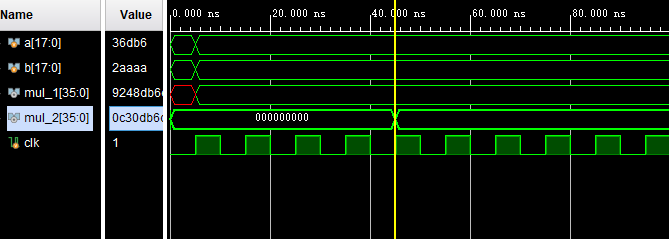 Name Value 0.000 ns 20.000 ns 40.000 ns 60.000 ns 80.000 ns
a[17:0] 36db6
b[17:0] 2aaaa
mul_1[35:0] 9248db6
mul_2[35:0] 0c30db6 000000000
clk 1